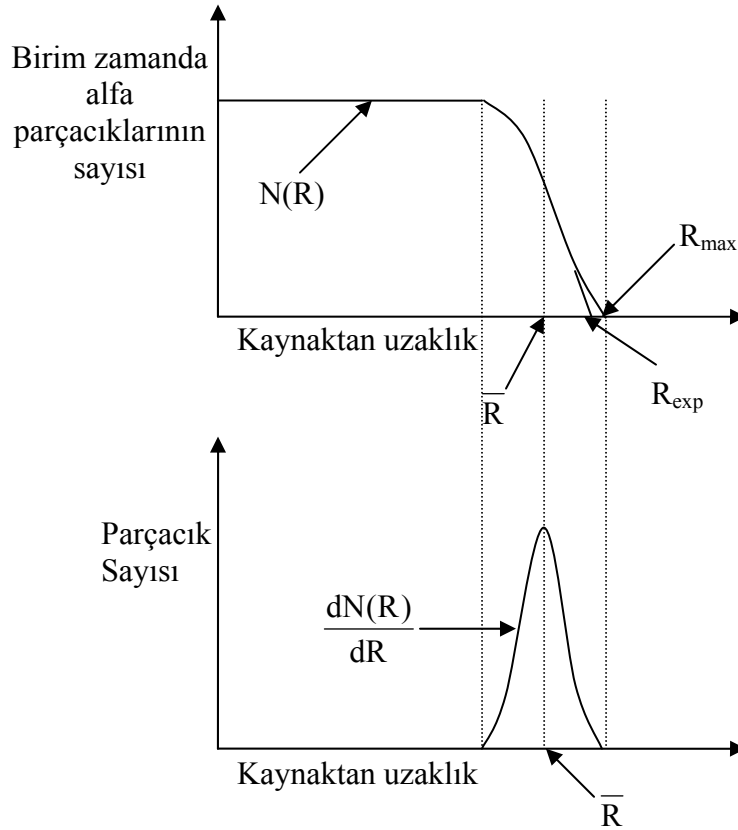 Birim zamanda
alfa
parçacıklarının
sayısı
N(R)
R_max
Kaynaktan uzaklık
R̅
R_exp
Parçacık
Sayısı
dN(R)
dR
Kaynaktan uzaklık
R̅